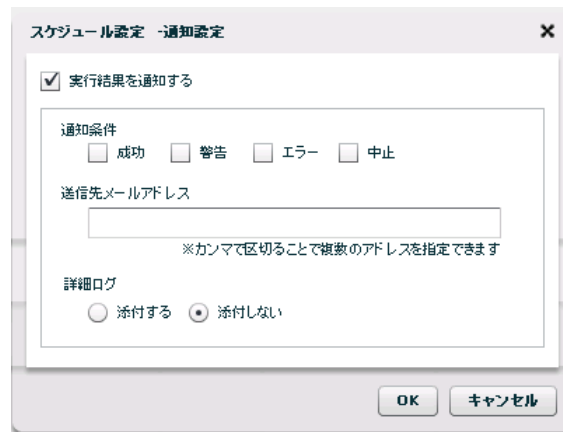 スケジュール設定 -通知設定
実行結果を通知する
通知条件
成功 警告 エラー 中止
送信先メールアドレス
※カンマで区切ることで複数のアドレスを指定できます
詳細ログ
添付する 添付しない
OK キャンセル